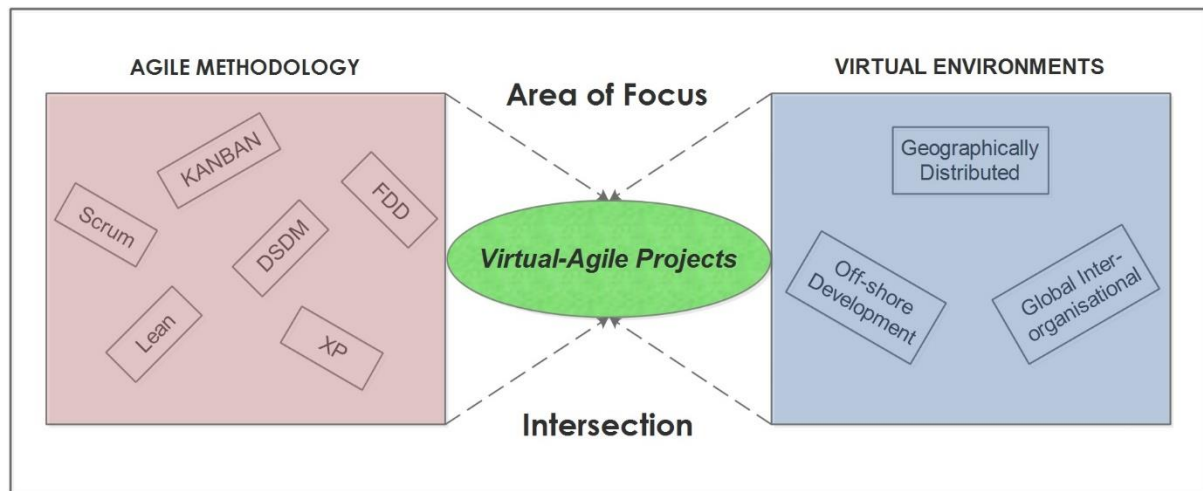 AGILE METHODOLOGY
Area of Focus
VIRTUAL ENVIRONMENTS
KANBAN
Scrum
FDD
DSDM
Lean
XP
Virtual-Agile Projects
Geographically
Distributed
Off-shore
Development
Global Inter-
organisational
Intersection